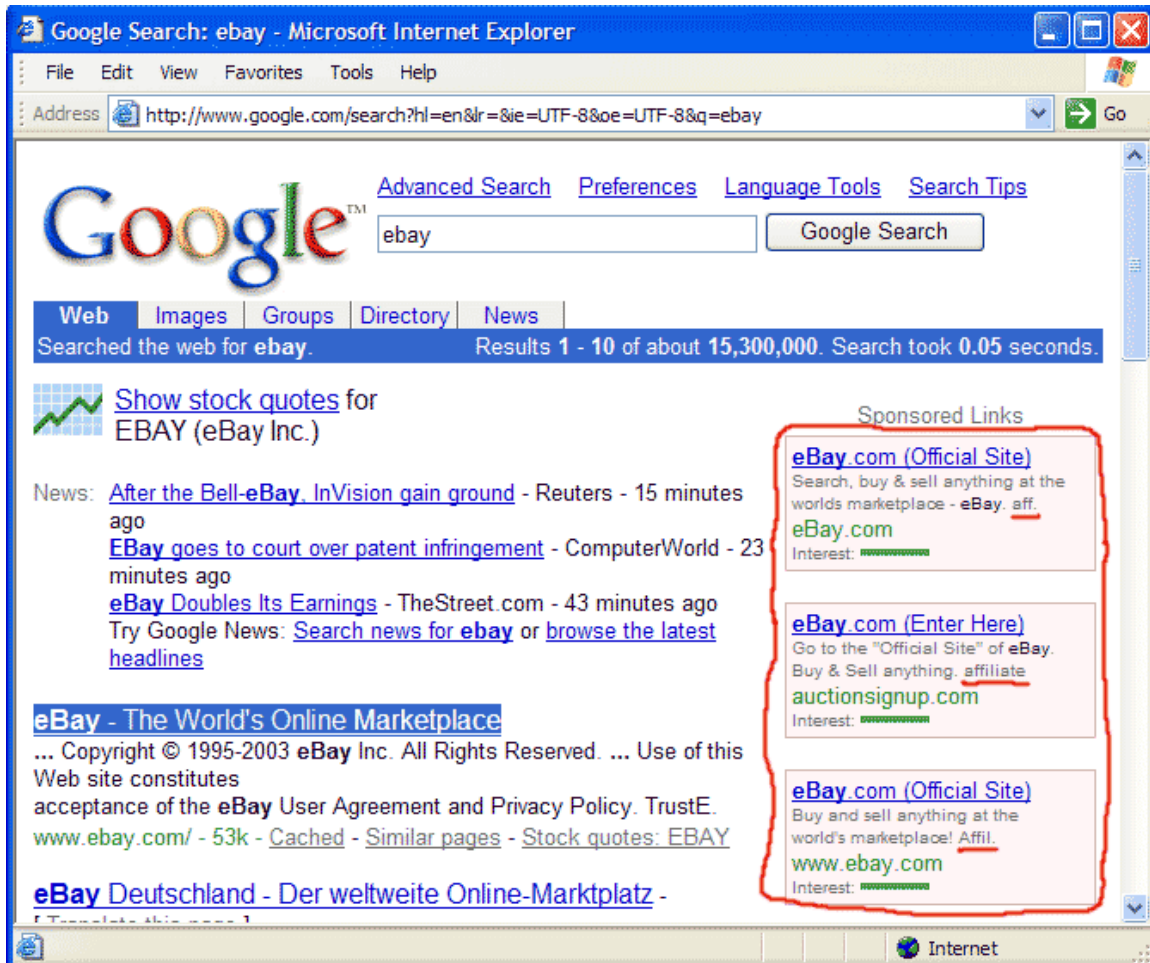 Google Search: ebay - Microsoft Internet Explorer
File Edit View Favorites Tools Help
Address http://www.google.com/search?hl=en&lr=&ie=UTF-8&oe=UTF-8&q=ebay Go
Google™
Advanced Search Preferences Language Tools Search Tips
ebay Google Search
Web Images Groups Directory News
Searched the web for ebay. Results 1 - 10 of about 15,300,000. Search took 0.05 seconds.
Show stock quotes for
EBAY (eBay Inc.)
News: After the Bell-eBay, InVision gain ground - Reuters - 15 minutes
ago
EBay goes to court over patent infringement - ComputerWorld - 23
minutes ago
eBay Doubles Its Earnings - TheStreet.com - 43 minutes ago
Try Google News: Search news for ebay or browse the latest
headlines
eBay - The World's Online Marketplace
... Copyright © 1995-2003 eBay Inc. All Rights Reserved. ... Use of this
Web site constitutes
acceptance of the eBay User Agreement and Privacy Policy. TrustE.
www.ebay.com/ - 53k - Cached - Similar pages - Stock quotes: EBAY
eBay Deutschland - Der weltweite Online-Marktplatz -
[ Translate this page ]
Sponsored Links
eBay.com (Official Site)
Search, buy & sell anything at the
worlds marketplace - eBay. aff.
eBay.com
Interest:
eBay.com (Enter Here)
Go to the "Official Site" of eBay.
Buy & Sell anything. affiliate
auctionsignup.com
Interest:
eBay.com (Official Site)
Buy and sell anything at the
world's marketplace! Affil.
www.ebay.com
Interest:
Internet